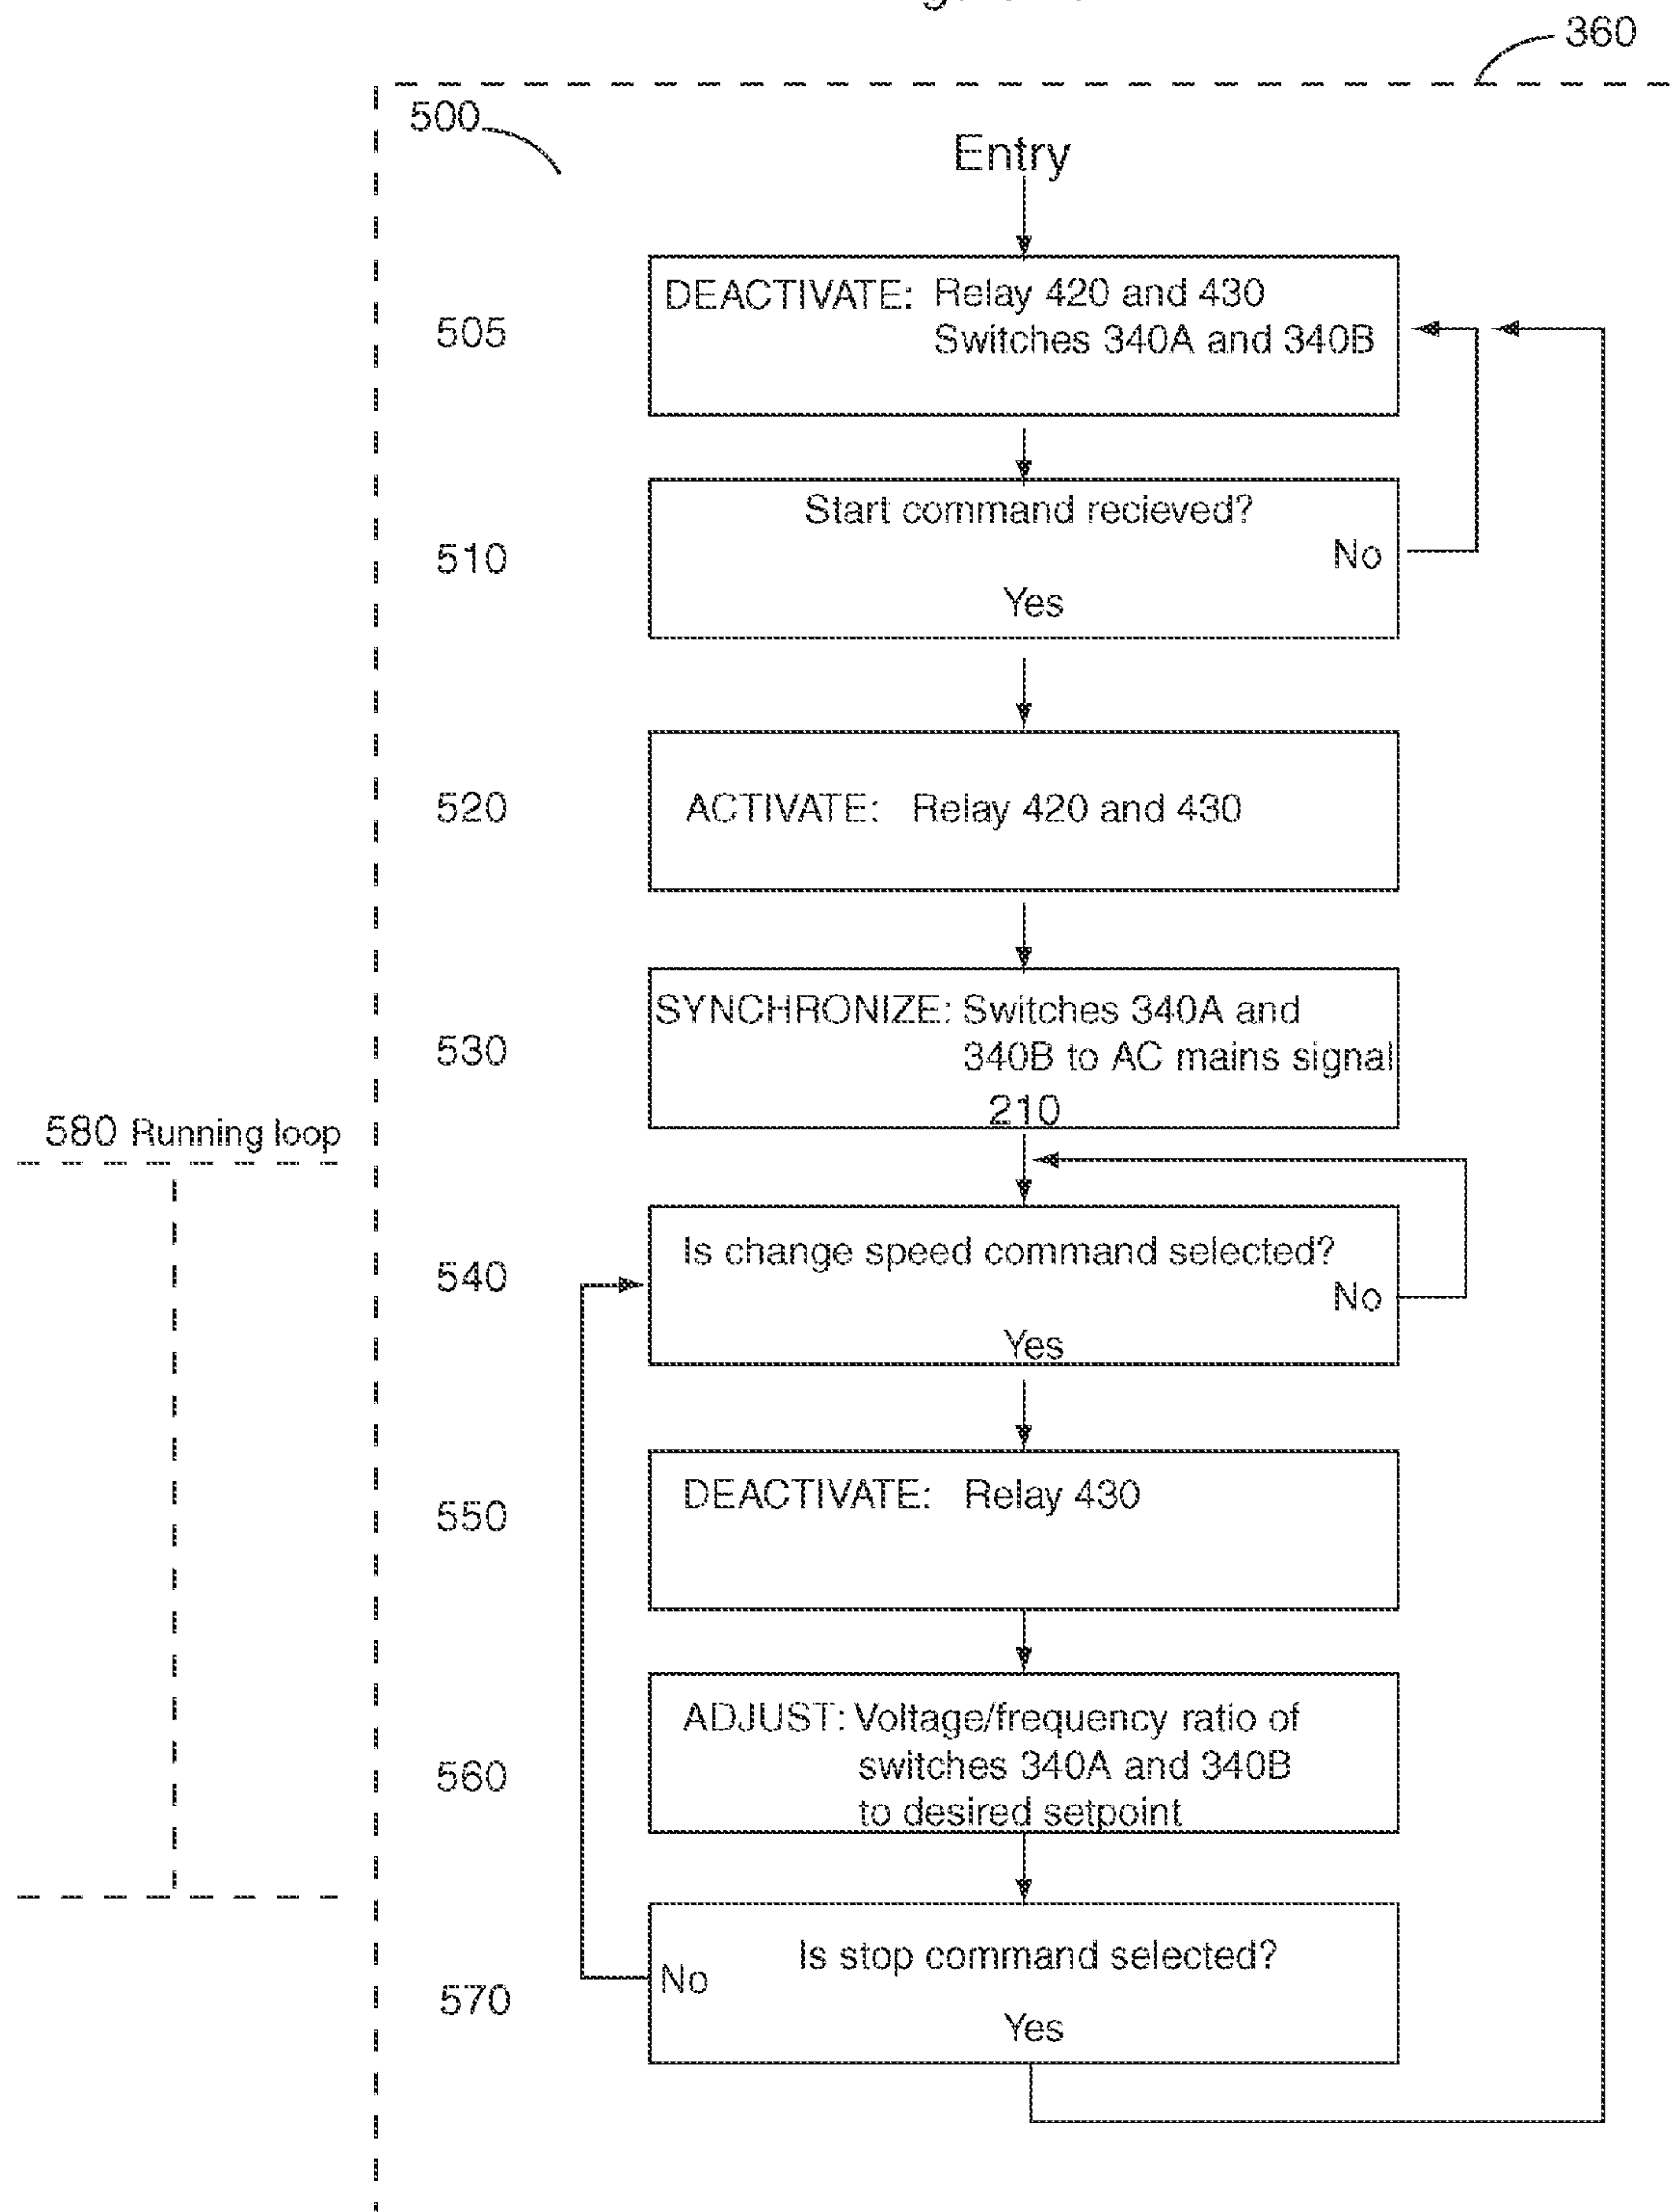 360
500
Entry
505
DEACTIVATE: Relay 420 and 430
Switches 340A and 340B
510
Start command recieved?
No
Yes
520
ACTIVATE: Relay 420 and 430
530
SYNCHRONIZE: Switches 340A and
340B to AC mains signal
210
580 Running loop
540
Is change speed command selected?
No
Yes
550
DEACTIVATE: Relay 430
560
ADJUST: Voltage/frequency ratio of
switches 340A and 340B
to desired setpoint
570
Is stop command selected?
No
Yes